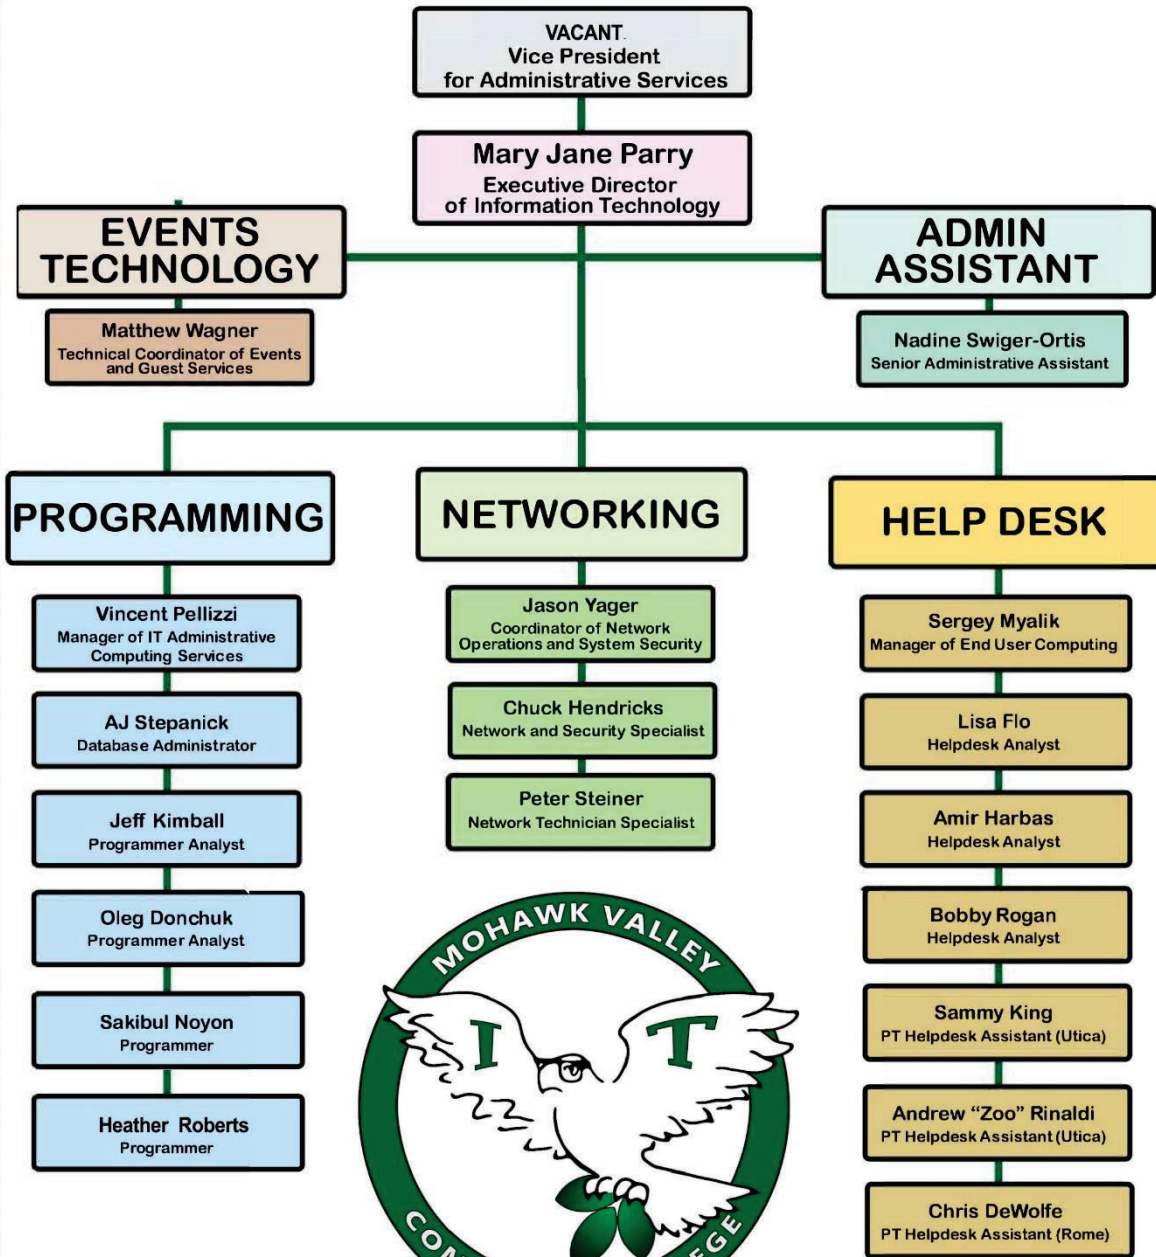 VACANT.
Vice President
for Administrative Services
Mary Jane Parry
Executive Director
of Information Technology
EVENTS
TECHNOLOGY
Matthew Wagner
Technical Coordinator of Events
and Guest Services
ADMIN
ASSISTANT
Nadine Swiger-Ortis
Senior Administrative Assistant
PROGRAMMING
Vincent Pellizzi
Manager of IT Administrative
Computing Services
AJ Stepanick
Database Administrator
Jeff Kimball
Programmer Analyst
Oleg Donchuk
Programmer Analyst
Sakibul Noyon
Programmer
Heather Roberts
Programmer
NETWORKING
Jason Yager
Coordinator of Network
Operations and System Security
Chuck Hendricks
Network and Security Specialist
Peter Steiner
Network Technician Specialist
HELP DESK
Sergey Myalik
Manager of End User Computing
Lisa Flo
Helpdesk Analyst
Amir Harbas
Helpdesk Analyst
Bobby Rogan
Helpdesk Analyst
Sammy King
PT Helpdesk Assistant (Utica)
Andrew “Zoo” Rinaldi
PT Helpdesk Assistant (Utica)
Chris DeWolfe
PT Helpdesk Assistant (Rome)
MOHAWK VALLEY
I T